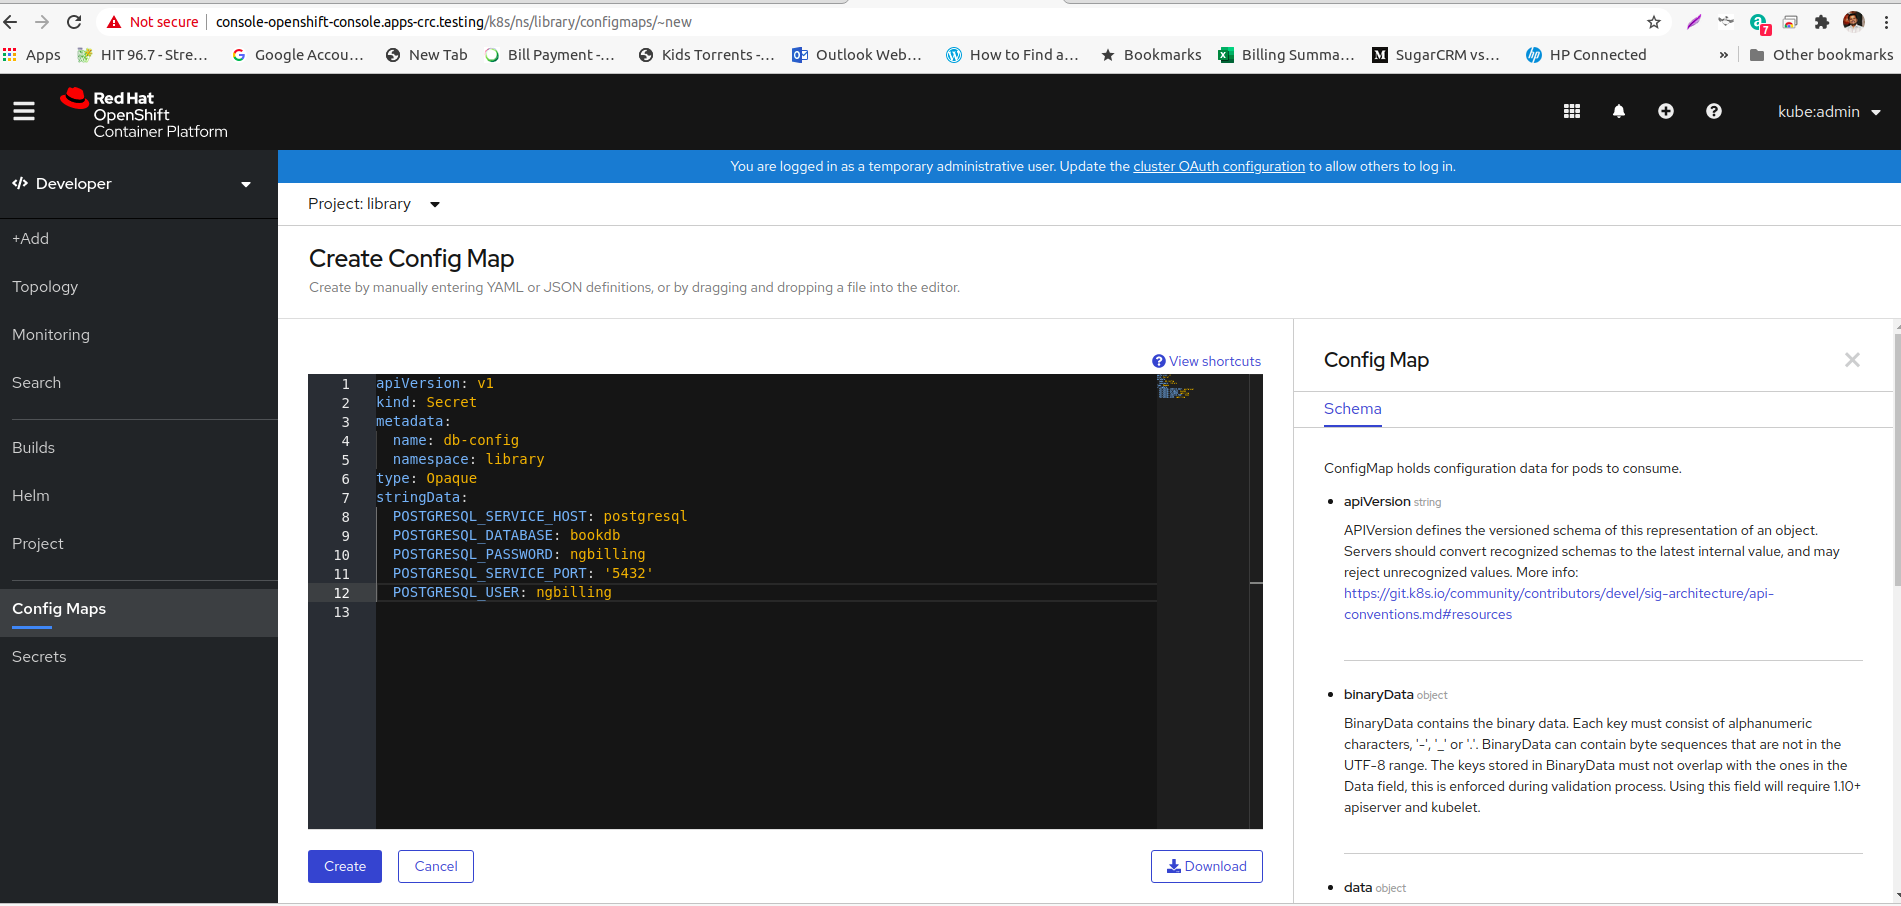 Not secure | console-openshift-console.apps-crc.testing/k8s/ns/library/configmaps/~new
7
Apps HIT 96.7 - Stre... Google Accou... New Tab Bill Payment -... Kids Torrents -... Outlook Web... How to Find a... Bookmarks Billing Summa... SugarCRM vs... HP Connected » Other bookmarks
Red Hat
OpenShift
Container Platform
kube:admin
Developer
You are logged in as a temporary administrative user. Update the cluster OAuth configuration to allow others to log in.
Project: library
+Add
Topology
Monitoring
Search
Builds
Helm
Project
Config Maps
Secrets
Create Config Map
Create by manually entering YAML or JSON definitions, or by dragging and dropping a file into the editor.
View shortcuts
1 apiVersion: v1
2 kind: Secret
3 metadata:
4   name: db-config
5   namespace: library
6 type: Opaque
7 stringData:
8   POSTGRESQL_SERVICE_HOST: postgresql
9   POSTGRESQL_DATABASE: bookdb
10   POSTGRESQL_PASSWORD: ngbilling
11   POSTGRESQL_SERVICE_PORT: '5432'
12   POSTGRESQL_USER: ngbilling
13
Create
Cancel
Download
Config Map
Schema
ConfigMap holds configuration data for pods to consume.
• apiVersion string
APIVersion defines the versioned schema of this representation of an object.
Servers should convert recognized schemas to the latest internal value, and may
reject unrecognized values. More info:
https://git.k8s.io/community/contributors/devel/sig-architecture/api-
conventions.md#resources
• binaryData object
BinaryData contains the binary data. Each key must consist of alphanumeric
characters, '-', '_' or '.'. BinaryData can contain byte sequences that are not in the
UTF-8 range. The keys stored in BinaryData must not overlap with the ones in the
Data field, this is enforced during validation process. Using this field will require 1.10+
apiserver and kubelet.
• data object